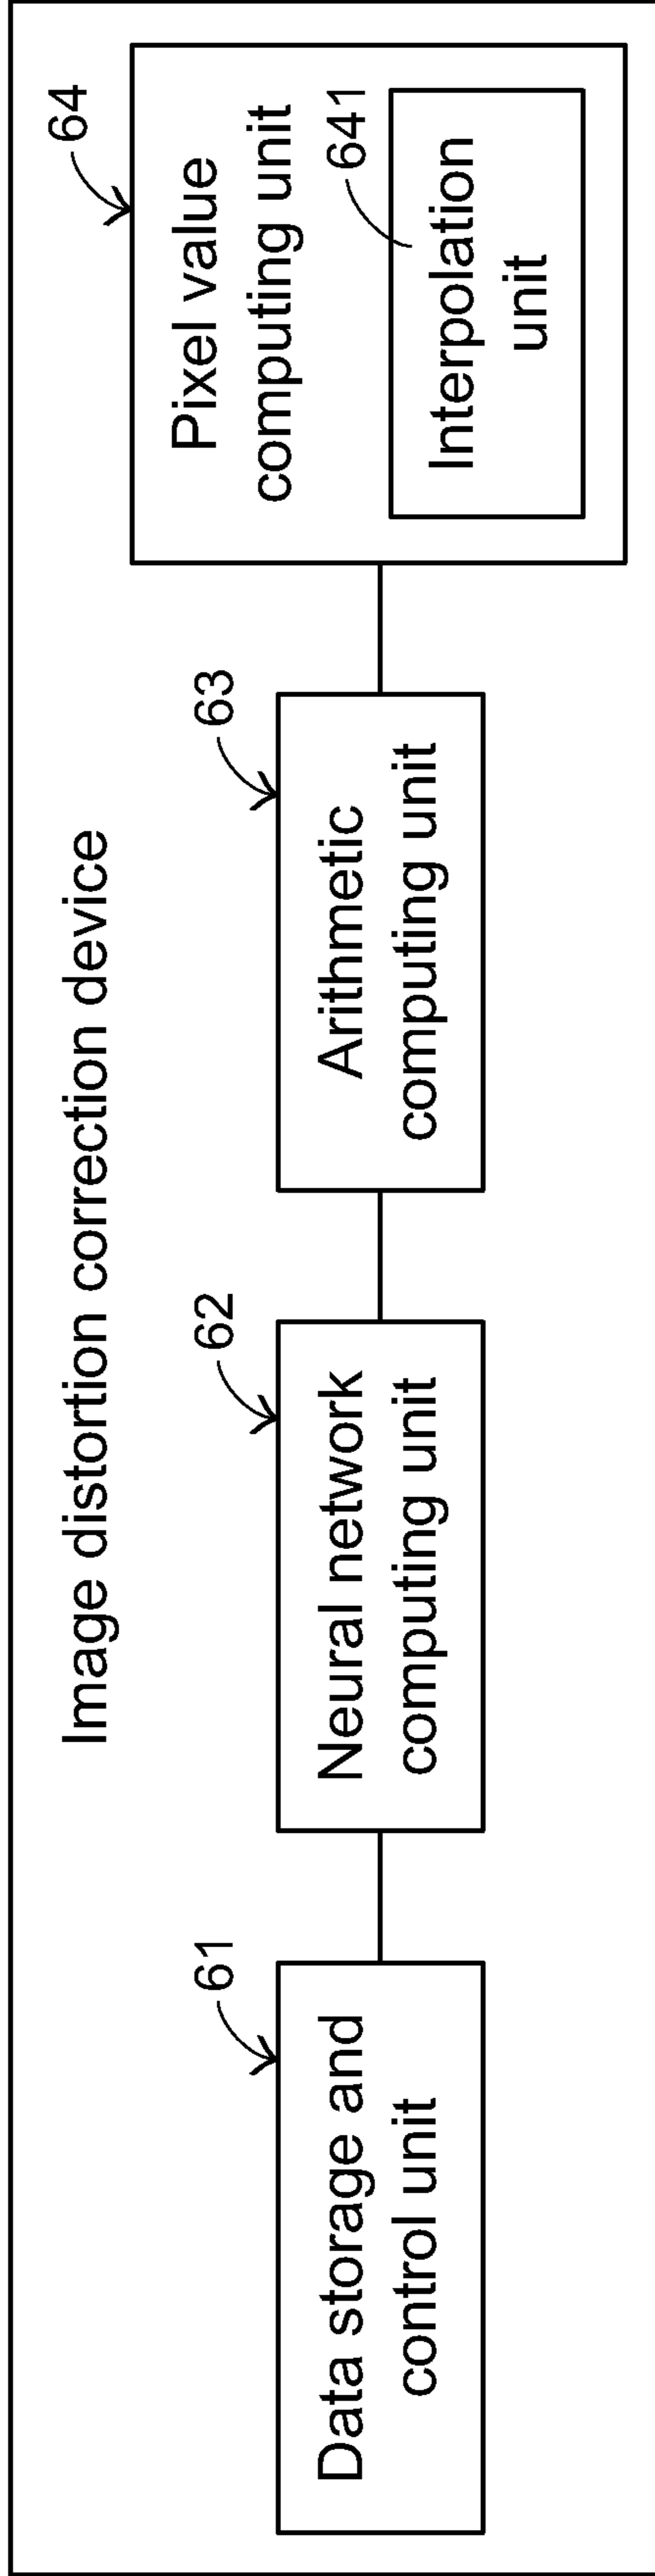 Image distortion correction device
61
Data storage and
control unit
62
Neural network
computing unit
63
Arithmetic
computing unit
64
Pixel value
computing unit
641
Interpolation
unit